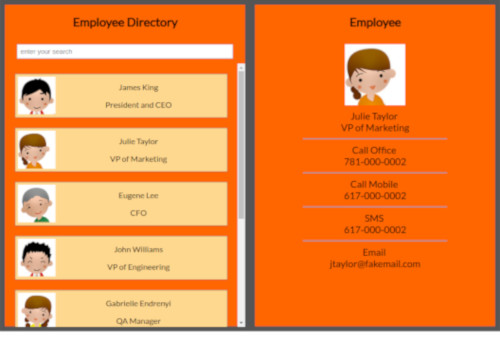 Employee Directory
enter your search
James King
President and CEO
Julie Taylor
VP of Marketing
Eugene Lee
CFO
John Williams
VP of Engineering
Gabrielle Endrenyi
QA Manager
Employee
Julie Taylor
VP of Marketing
Call Office
781-000-0002
Call Mobile
617-000-0002
SMS
617-000-0002
Email
jtaylor@fakemail.com